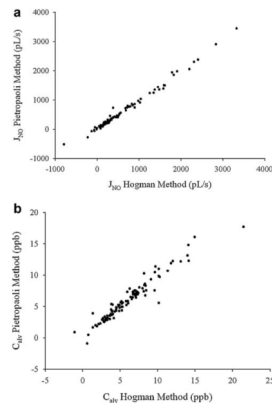 a
4000
3000
2000
1000
0
-1000
-1000 0 1000 2000 3000 4000
J_NO Pietropaoli Method (pL/s)
J_NO Hogman Method (pL/s)
b
20
15
10
5
0
-5
-5 0 5 10 15 20 25
C_alv Pietropaoli Method (ppb)
C_alv Hogman Method (ppb)